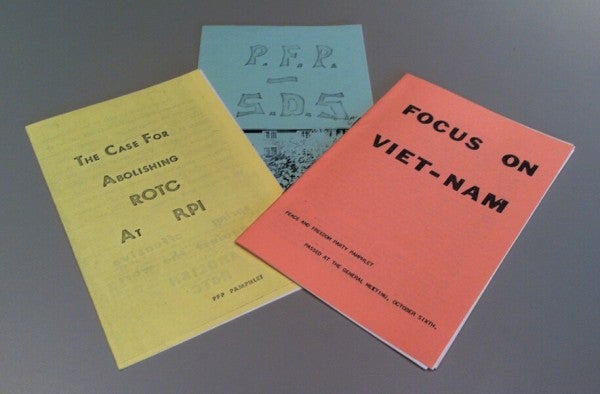 THE CASE FOR
ABOLISHING
ROTC
AT RPI
PFP PAMPHLET
P.F.P.
—
S.D.S
FOCUS ON
VIET-NAM
PEACE AND FREEDOM PARTY PAMPHLET
PASSED AT THE GENERAL MEETING, OCTOBER SIXTH.